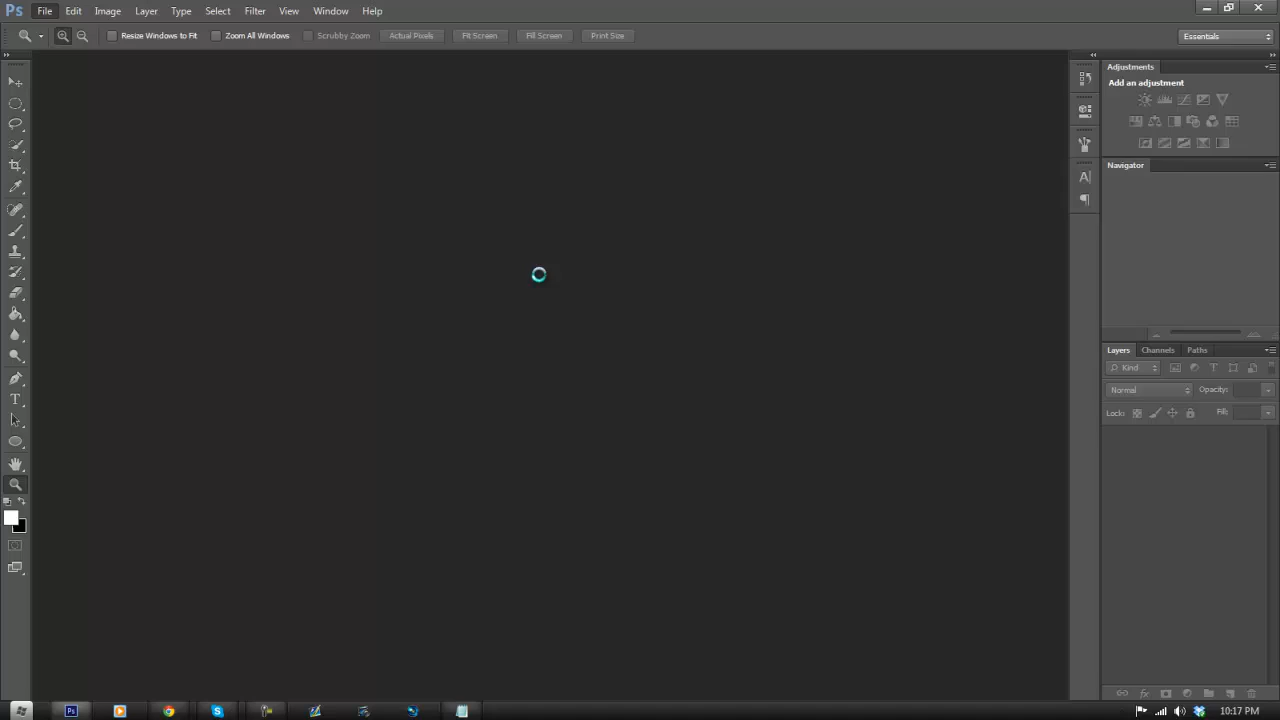 Ps File Edit Image Layer Type Select Filter View Window Help
Resize Windows to Fit Zoom All Windows Scrubby Zoom Actual Pixels Fit Screen Fill Screen Print Size Essentials
Adjustments
Add an adjustment
Navigator
Layers Channels Paths
Kind T
Normal Opacity:
Lock: Fill:
A
T
fx
Ps 10:17 PM